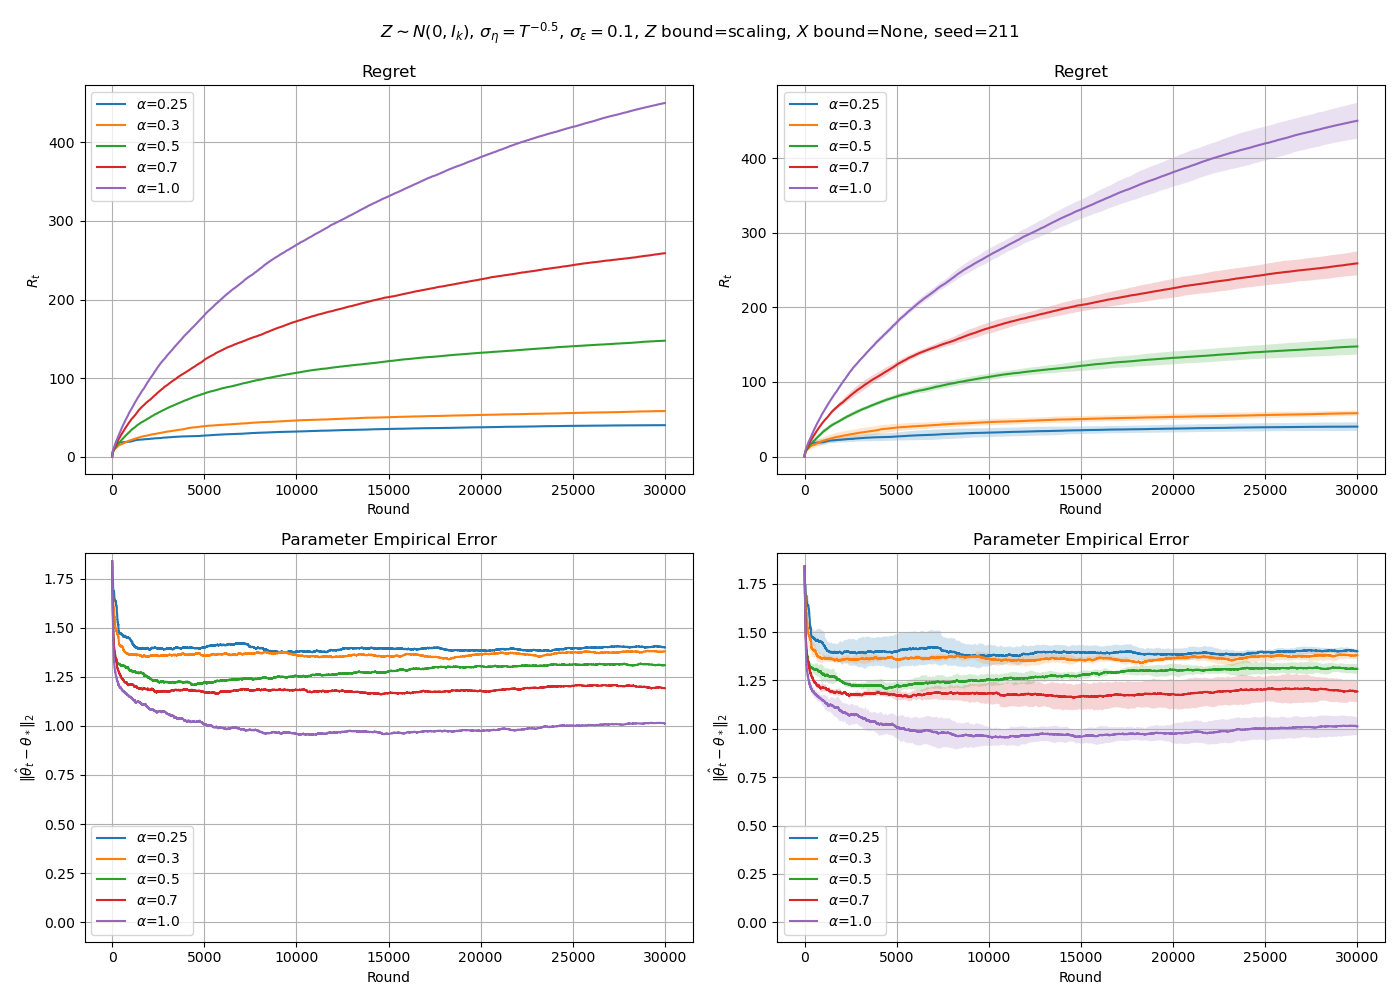 Z ∼ N(0, I_k), σ_η = T^{−0.5}, σ_ε = 0.1, Z bound=scaling, X bound=None, seed=211
Regret
400
300
200
100
0
R_t
α=0.25
α=0.3
α=0.5
α=0.7
α=1.0
0 5000 10000 15000 20000 25000 30000
Round
Regret
400
300
200
100
0
R_t
α=0.25
α=0.3
α=0.5
α=0.7
α=1.0
0 5000 10000 15000 20000 25000 30000
Round
Parameter Empirical Error
1.75
1.50
1.25
1.00
0.75
0.50
0.25
0.00
‖θ̂_t − θ_*‖_2
α=0.25
α=0.3
α=0.5
α=0.7
α=1.0
0 5000 10000 15000 20000 25000 30000
Round
Parameter Empirical Error
1.75
1.50
1.25
1.00
0.75
0.50
0.25
0.00
‖θ̂_t − θ_*‖_2
α=0.25
α=0.3
α=0.5
α=0.7
α=1.0
0 5000 10000 15000 20000 25000 30000
Round